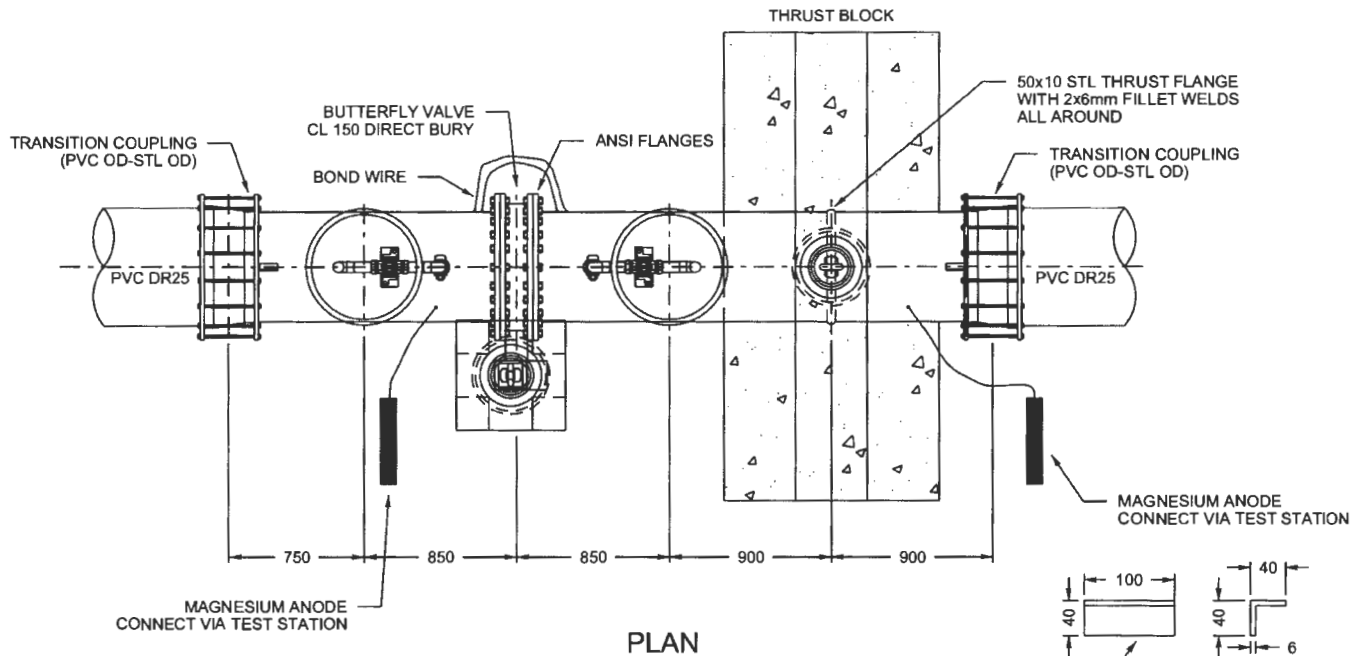 THRUST BLOCK
50x10 STL THRUST FLANGE
WITH 2x6mm FILLET WELDS
ALL AROUND
BUTTERFLY VALVE
CL 150 DIRECT BURY
ANSI FLANGES
TRANSITION COUPLING
(PVC OD-STL OD)
BOND WIRE
TRANSITION COUPLING
(PVC OD-STL OD)
PVC DR25
PVC DR25
MAGNESIUM ANODE
CONNECT VIA TEST STATION
750
850
850
900
900
MAGNESIUM ANODE
CONNECT VIA TEST STATION
100
40
40
40
6
PLAN